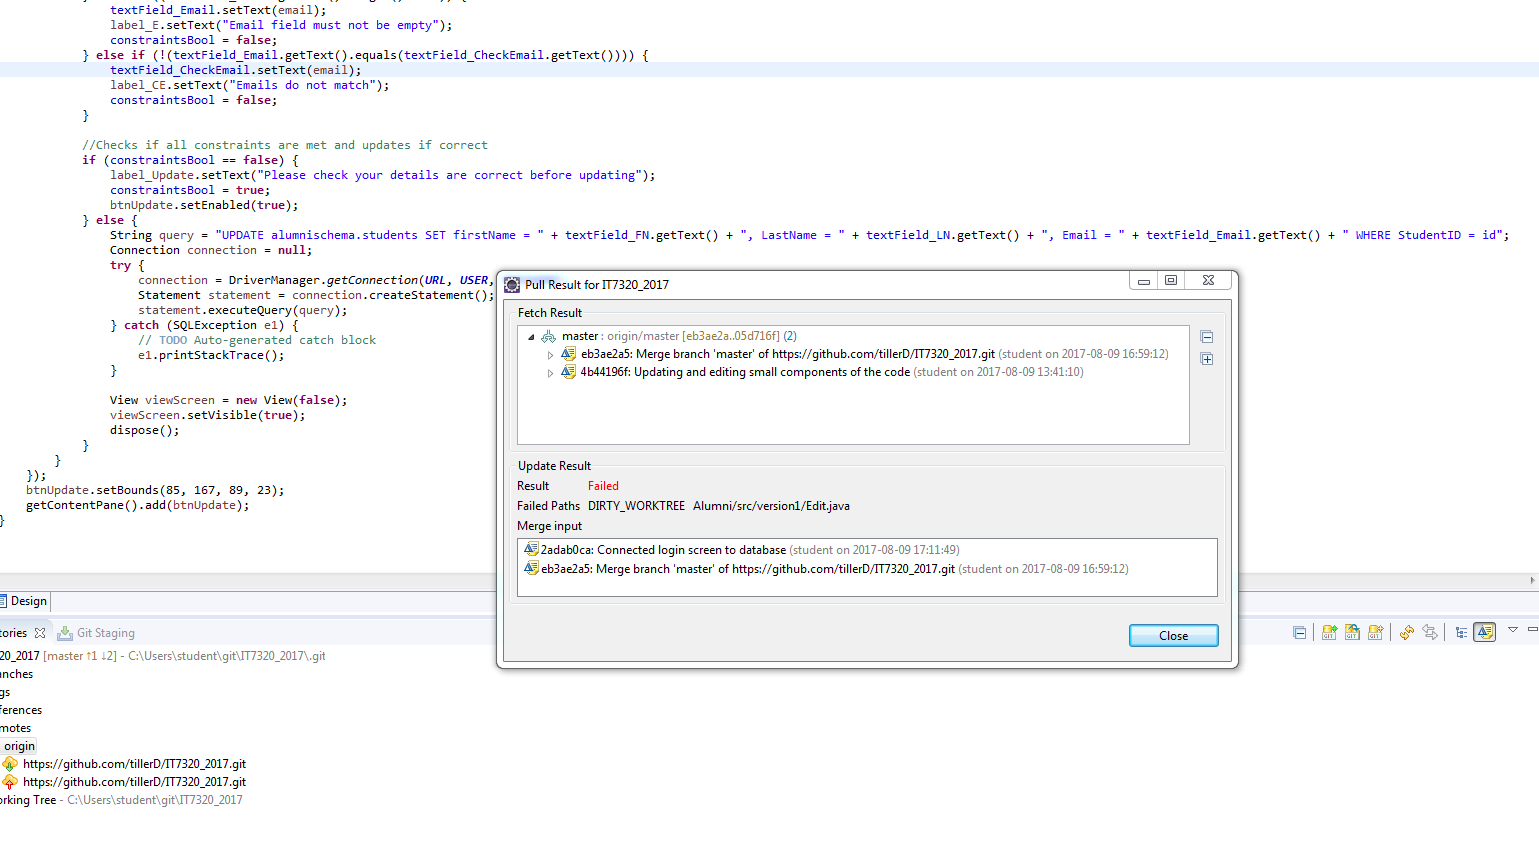 textField_Email.setText(email);
label_E.setText("Email field must not be empty");
constraintsBool = false;
} else if (!(textField_Email.getText().equals(textField_CheckEmail.getText()))) {
textField_CheckEmail.setText(email);
label_CE.setText("Emails do not match");
constraintsBool = false;
}
//Checks if all constraints are met and updates if correct
if (constraintsBool == false) {
label_Update.setText("Please check your details are correct before updating");
constraintsBool = true;
btnUpdate.setEnabled(true);
} else {
String query = "UPDATE alumnischema.students SET firstName = " + textField_FN.getText() + ", LastName = " + textField_LN.getText() + ", Email = " + textField_Email.getText() + " WHERE StudentID = id";
Connection connection = null;
try {
connection = DriverManager.getConnection(URL, USER,
Statement statement = connection.createStatement();
statement.executeQuery(query);
} catch (SQLException e1) {
// TODO Auto-generated catch block
e1.printStackTrace();
}
View viewScreen = new View(false);
viewScreen.setVisible(true);
dispose();
}
}
});
btnUpdate.setBounds(85, 167, 89, 23);
getContentPane().add(btnUpdate);
}
Pull Result for IT7320_2017
Fetch Result
master : origin/master [eb3ae2a..05d716f] (2)
eb3ae2a5: Merge branch 'master' of https://github.com/tillerD/IT7320_2017.git (student on 2017-08-09 16:59:12)
4b44196f: Updating and editing small components of the code (student on 2017-08-09 13:41:10)
Update Result
Result Failed
Failed Paths DIRTY_WORKTREE Alumni/src/version1/Edit.java
Merge input
2adab0ca: Connected login screen to database (student on 2017-08-09 17:11:49)
eb3ae2a5: Merge branch 'master' of https://github.com/tillerD/IT7320_2017.git (student on 2017-08-09 16:59:12)
Close
Design
tories Git Staging
20_2017 [master ↑1 ↓2] - C:\Users\student\git\IT7320_2017\.git
anches
gs
ferences
motes
origin
https://github.com/tillerD/IT7320_2017.git
https://github.com/tillerD/IT7320_2017.git
orking Tree - C:\Users\student\git\IT7320_2017